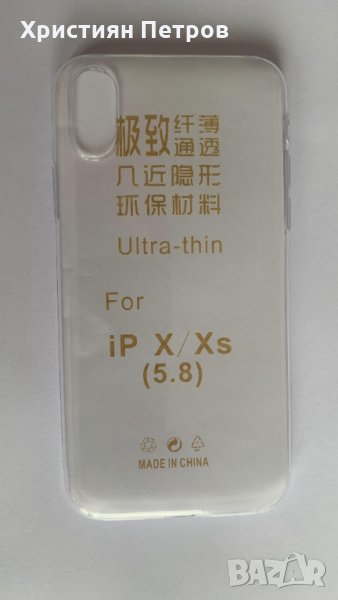 Християн Петров
极致纤薄
通透
几近隐形
环保材料
Ultra-thin
For
iP X/Xs
(5.8)
MADE IN CHINA
BAZAR